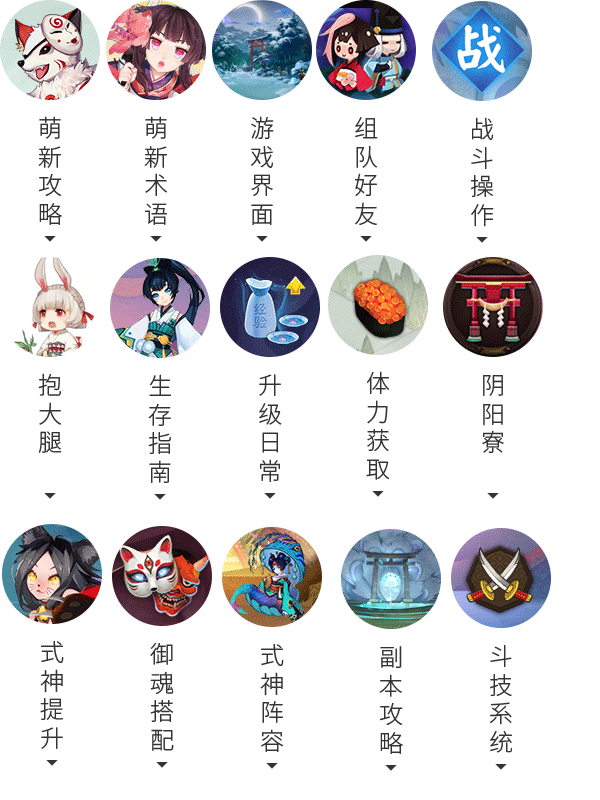 战
萌新攻略
萌新术语
游戏界面
组队好友
战斗操作
经验
抱大腿
生存指南
升级日常
体力获取
阴阳寮
式神提升
御魂搭配
式神阵容
副本攻略
斗技系统